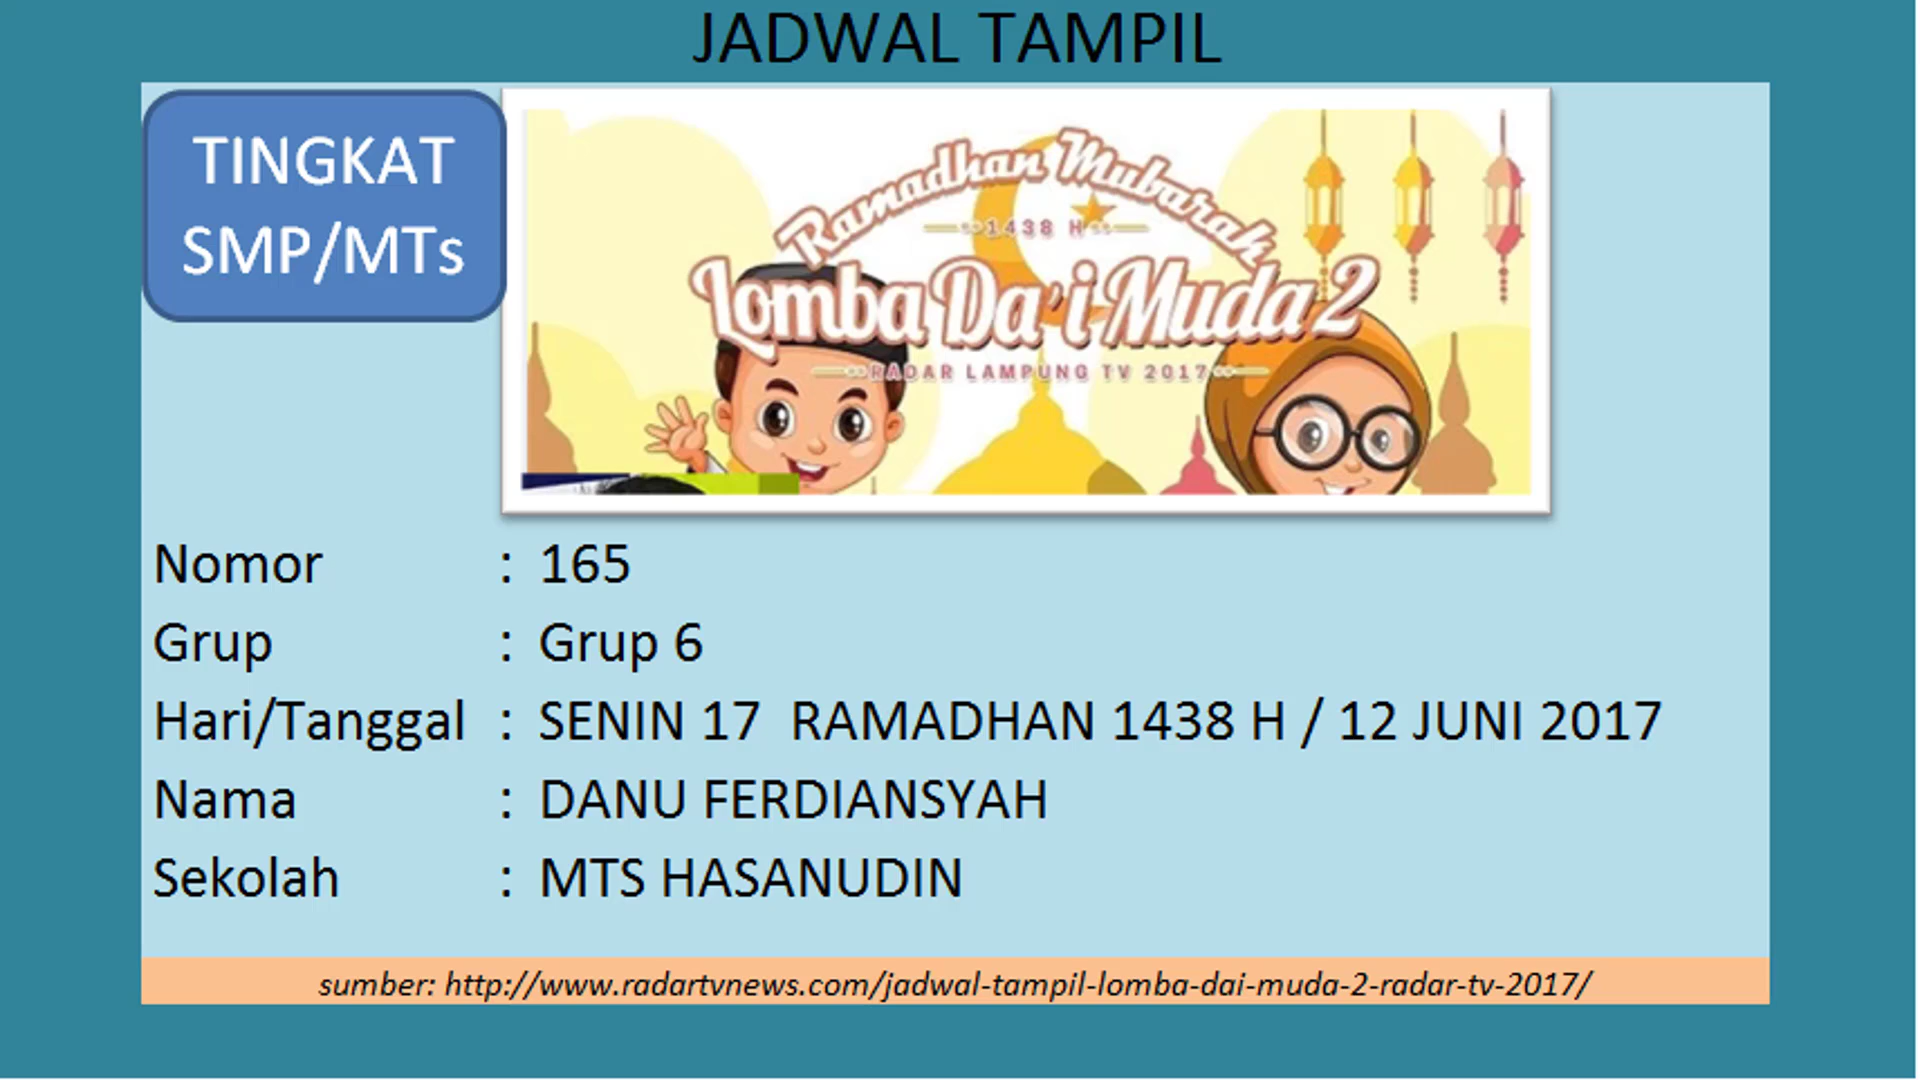 JADWAL TAMPIL
TINGKAT
SMP/MTs
Ramadhan Mubarak
1438 H
Lomba Da'i Muda 2
RADAR LAMPUNG TV 2017
Nomor : 165
Grup : Grup 6
Hari/Tanggal : SENIN 17 RAMADHAN 1438 H / 12 JUNI 2017
Nama : DANU FERDIANSYAH
Sekolah : MTS HASANUDIN
sumber: http://www.radartvnews.com/jadwal-tampil-lomba-dai-muda-2-radar-tv-2017/